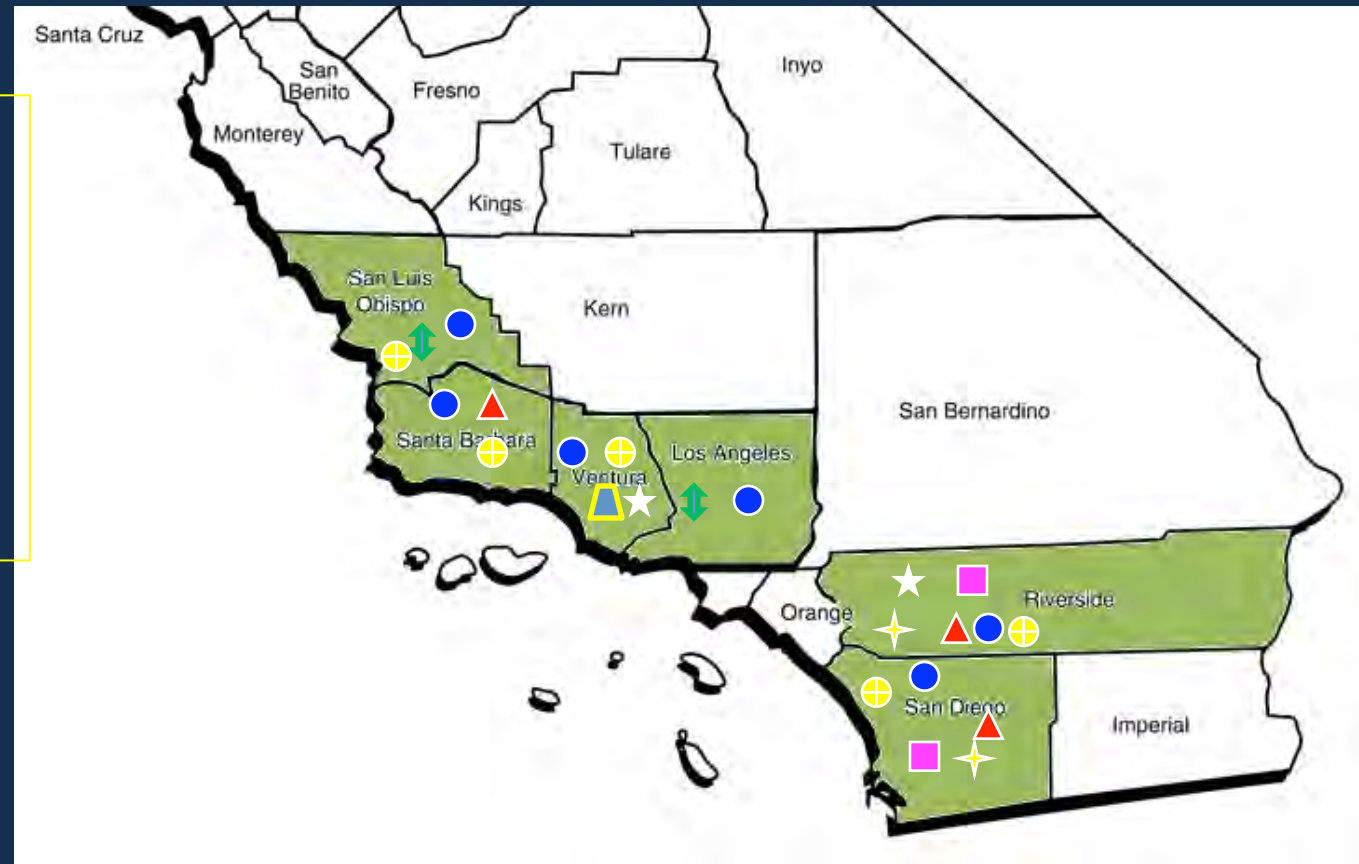 Santa Cruz
San
Benito
Fresno
Inyo
Monterey
Tulare
Kings
San Luis
Obispo
Kern
San Bernardino
Santa Barbara
Los Angeles
Ventura
Riverside
Orange
San Diego
Imperial